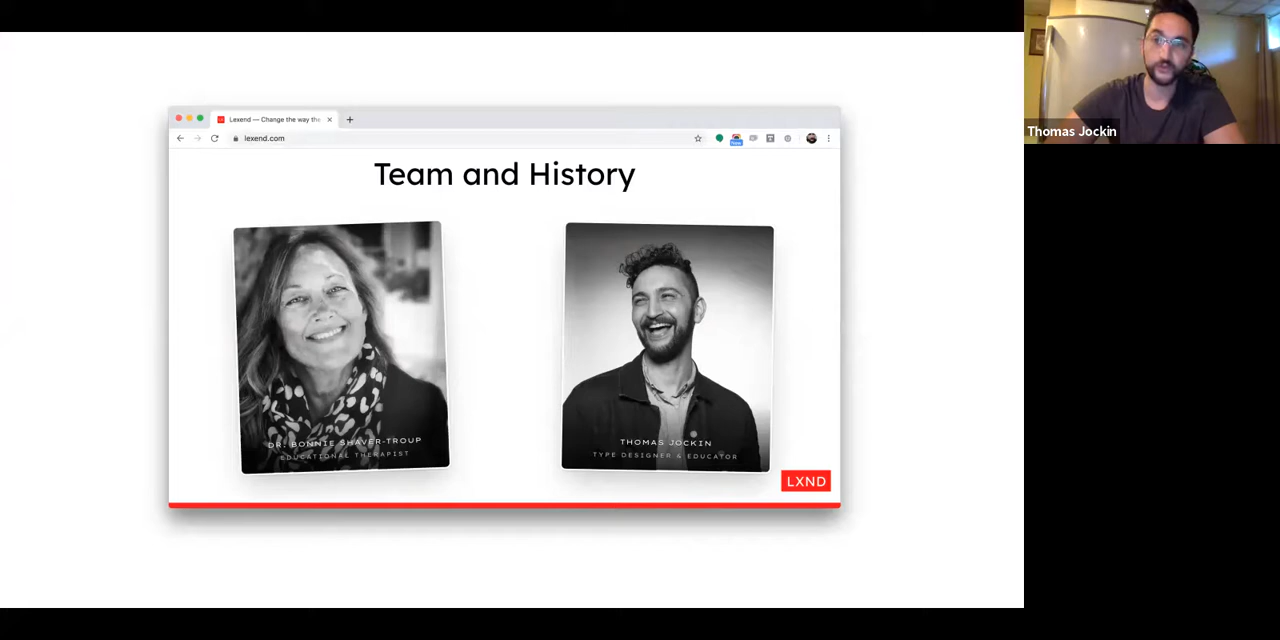 Lexend — Change the way the
lexend.com
New
Team and History
DR. BONNIE SHAVER-TROUP
EDUCATIONAL THERAPIST
THOMAS JOCKIN
TYPE DESIGNER & EDUCATOR
LXND
Thomas Jockin